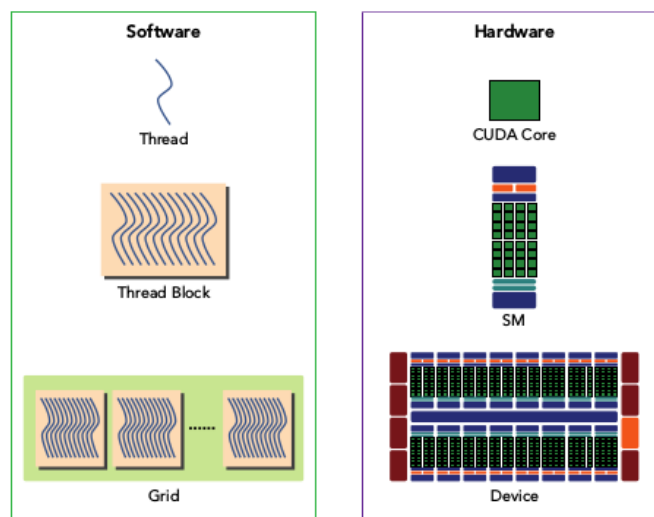 Software
Thread
Thread Block
......
Grid
Hardware
CUDA Core
SM
Device